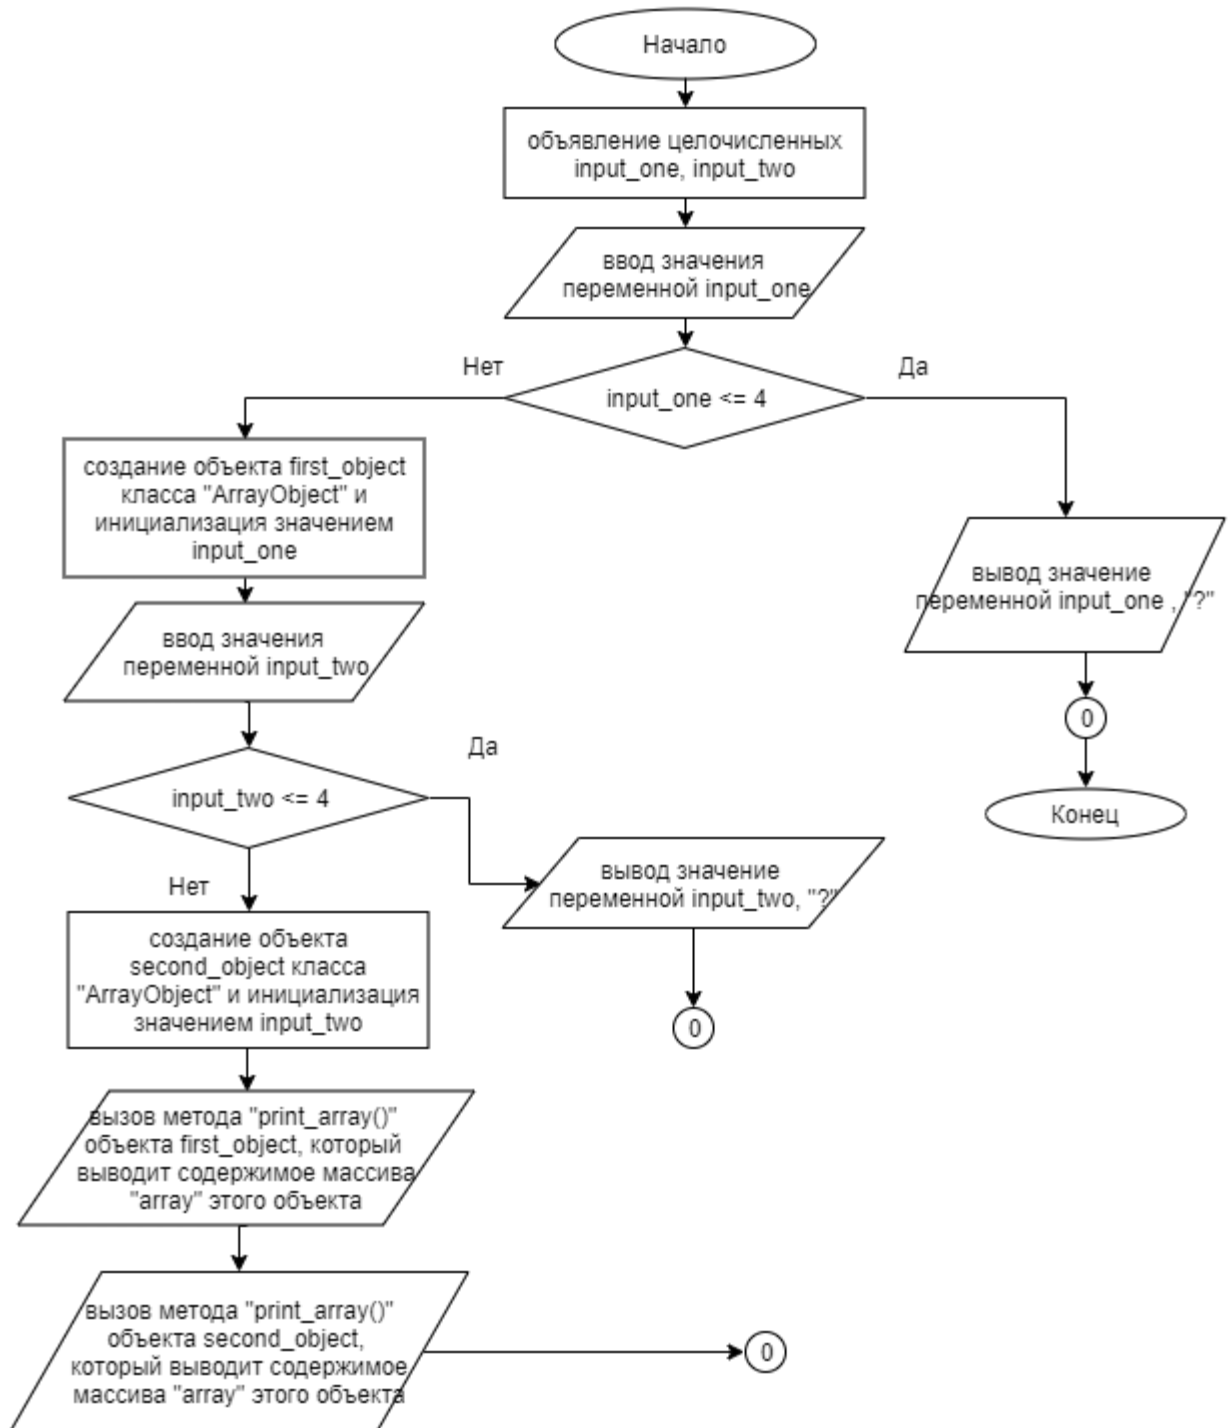 Начало
объявление целочисленных
input_one, input_two
ввод значения
переменной input_one
Нет
Да
input_one <= 4
создание объекта first_object
класса "ArrayObject" и
инициализация значением
input_one
вывод значение
переменной input_one , "?"
0
Конец
ввод значения
переменной input_two
Да
input_two <= 4
Нет
вывод значение
переменной input_two, "?"
0
создание объекта
second_object класса
"ArrayObject" и инициализация
значением input_two
вызов метода "print_array()"
объекта first_object, который
выводит содержимое массива
"array" этого объекта
вызов метода "print_array()"
объекта second_object,
который выводит содержимое
массива "array" этого объекта
0